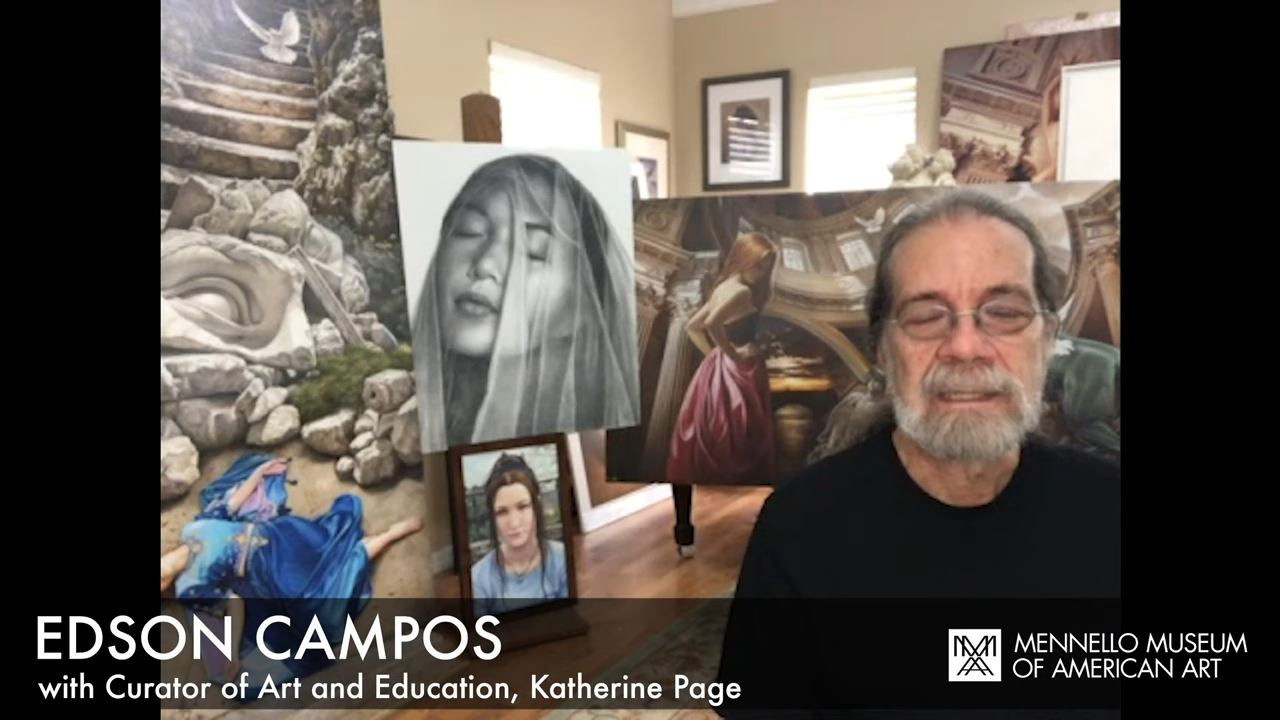 EDSON CAMPOS
with Curator of Art and Education, Katherine Page
MENNELLO MUSEUM
OF AMERICAN ART